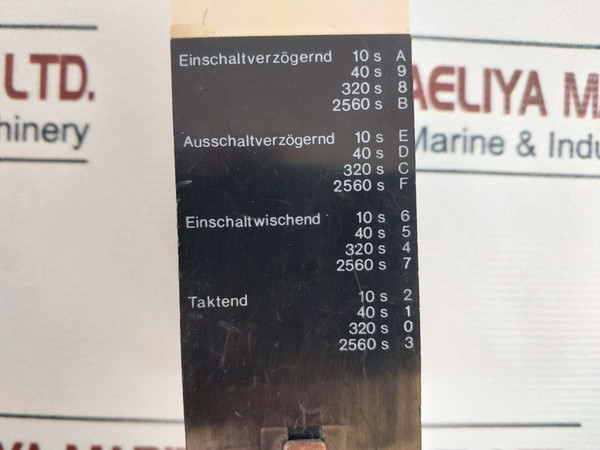 LTD.
hinery
AELIYA MA
Marine & Indu
Einschaltverzögernd 10 s A
40 s 9
320 s 8
2560 s B
Ausschaltverzögernd 10 s E
40 s D
320 s C
2560 s F
Einschaltwischend 10 s 6
40 s 5
320 s 4
2560 s 7
Taktend 10 s 2
40 s 1
320 s 0
2560 s 3